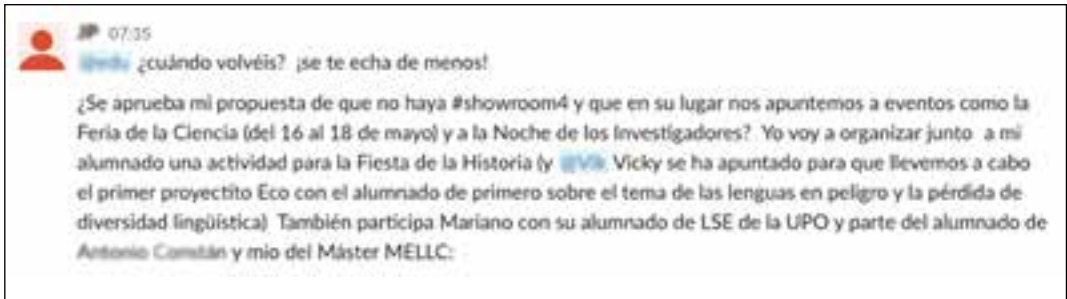 JP 07:35
¿cuándo volvéis? ¡se te echa de menos!
¿Se aprueba mi propuesta de que no haya #showroom4 y que en su lugar nos apuntemos a eventos como la
Feria de la Ciencia (del 16 al 18 de mayo) y a la Noche de los Investigadores? Yo voy a organizar junto a mi
alumnado una actividad para la Fiesta de la Historia (y @Vik Vicky se ha apuntado para que llevemos a cabo
el primer proyectito Eco con el alumnado de primero sobre el tema de las lenguas en peligro y la pérdida de
diversidad lingüística) También participa Mariano con su alumnado de LSE de la UPO y parte del alumnado de
Antonio y mio del Máster MELLC: